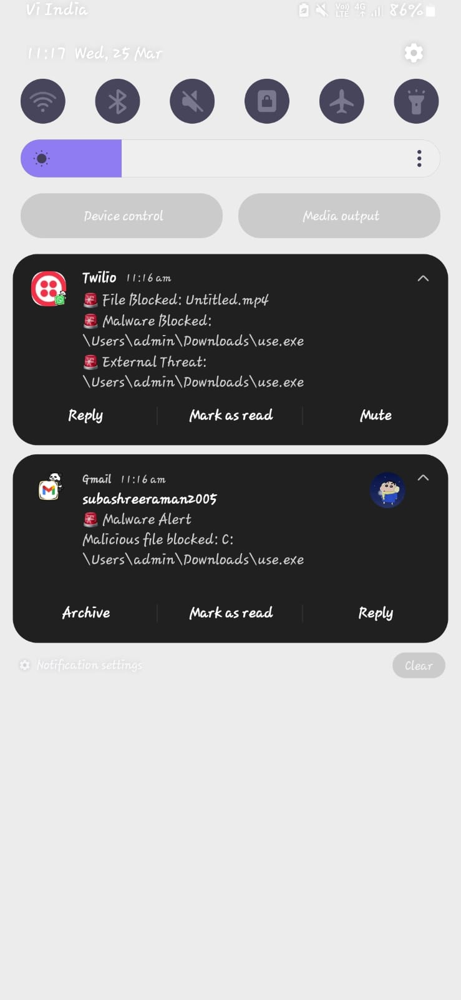 Vi India
Vo) 4G 86%
LTE
11:17 Wed, 25 Mar
Device control Media output
Twilio 11:16 am
🚨 File Blocked: Untitled.mp4
🚨 Malware Blocked:
\Users\admin\Downloads\use.exe
🚨 External Threat:
\Users\admin\Downloads\use.exe
Reply Mark as read Mute
Gmail 11:16 am
subashreeraman2005
🚨 Malware Alert
Malicious file blocked: C:
\Users\admin\Downloads\use.exe
Archive Mark as read Reply
Notification settings Clear